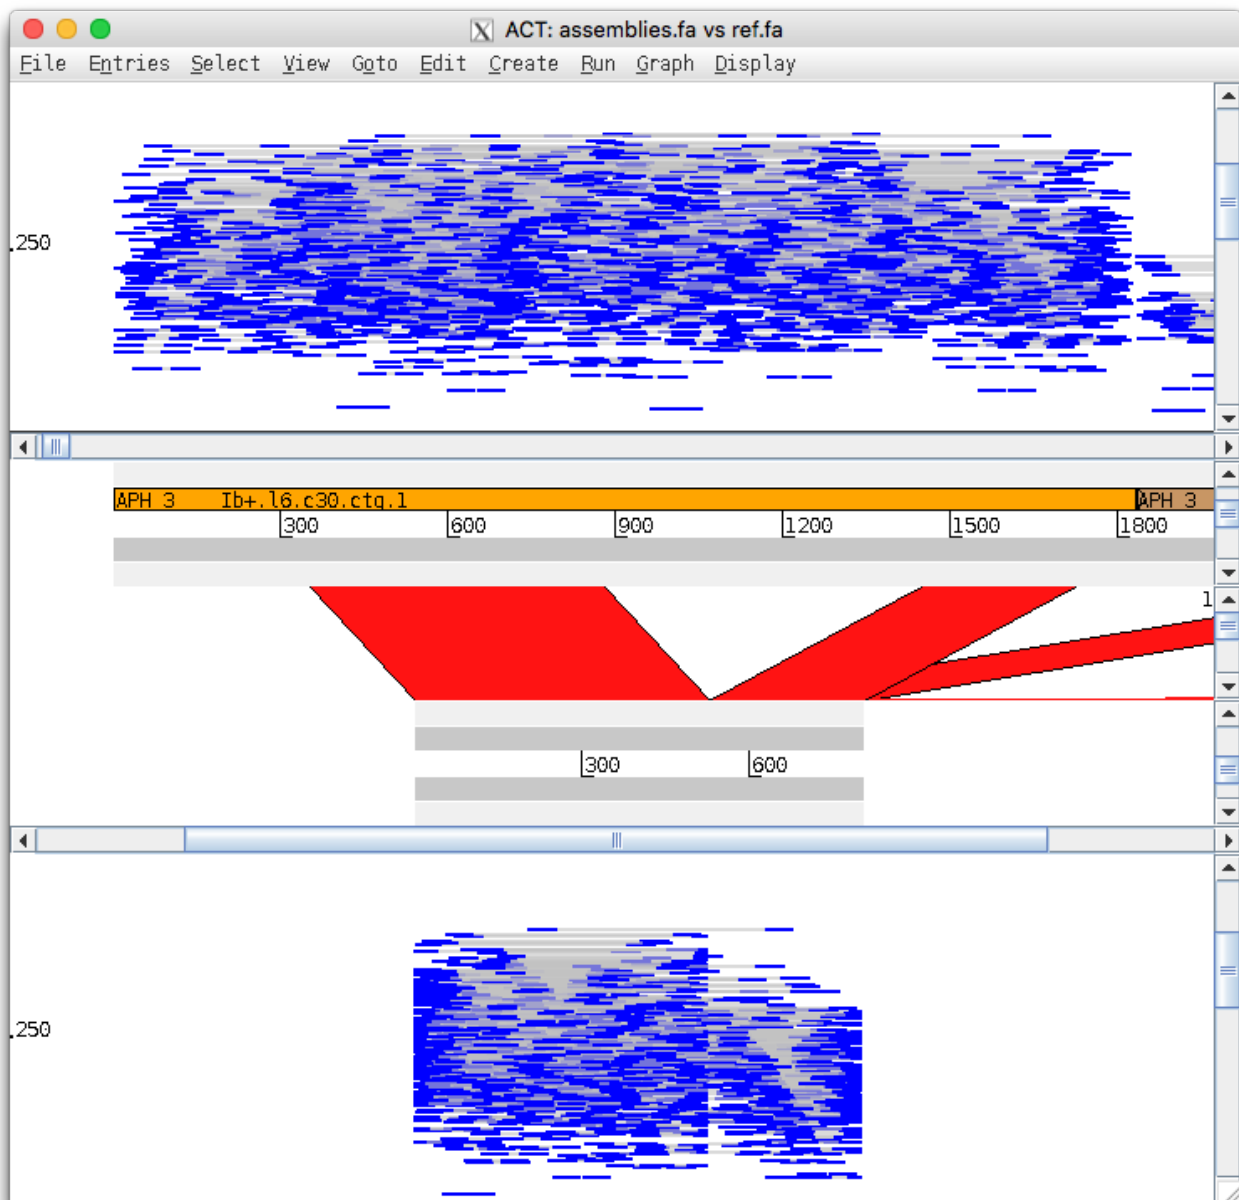 ACT: assemblies.fa vs ref.fa
File Entries Select View Goto Edit Create Run Graph Display
.250
APH 3 Ib+.l6.c30.ctg.1 APH 3
300 600 900 1200 1500 1800
1
300 600
.250